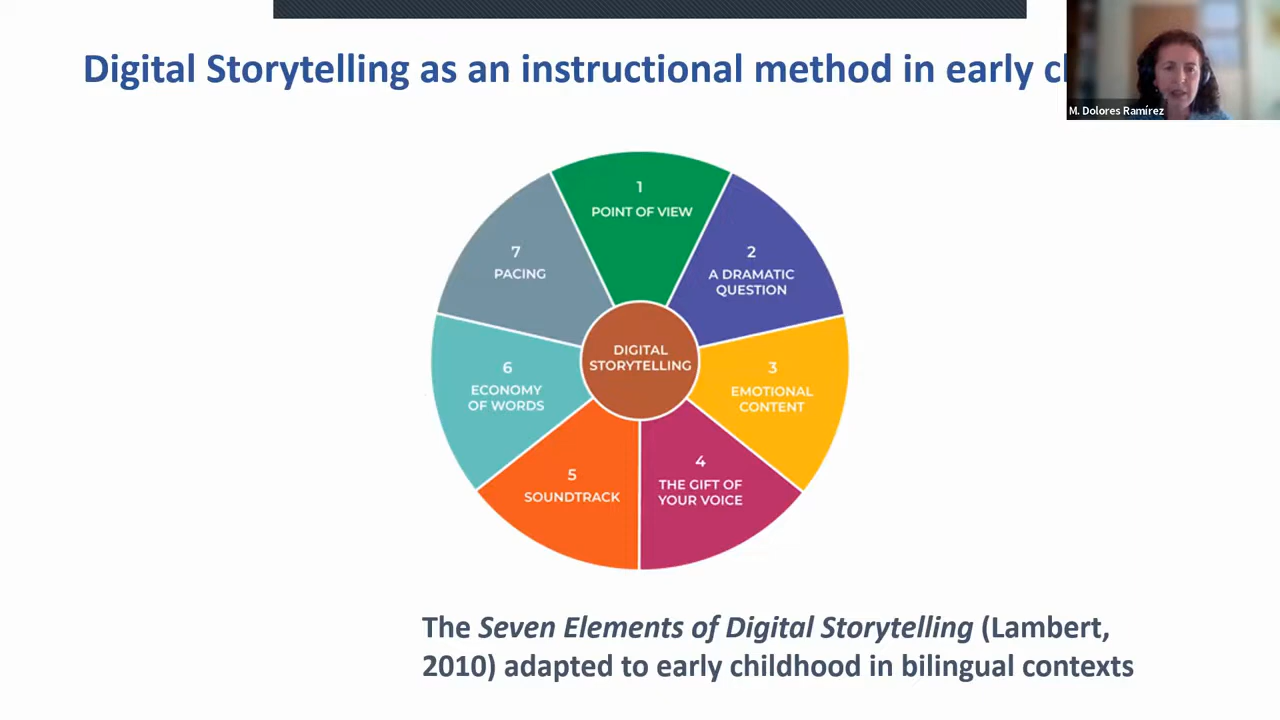 Digital Storytelling as an instructional method in early
M. Dolores Ramírez
1
POINT OF VIEW
2
A DRAMATIC
QUESTION
3
EMOTIONAL
CONTENT
4
THE GIFT OF
YOUR VOICE
5
SOUNDTRACK
6
ECONOMY
OF WORDS
7
PACING
DIGITAL
STORYTELLING
The Seven Elements of Digital Storytelling (Lambert,
2010) adapted to early childhood in bilingual contexts